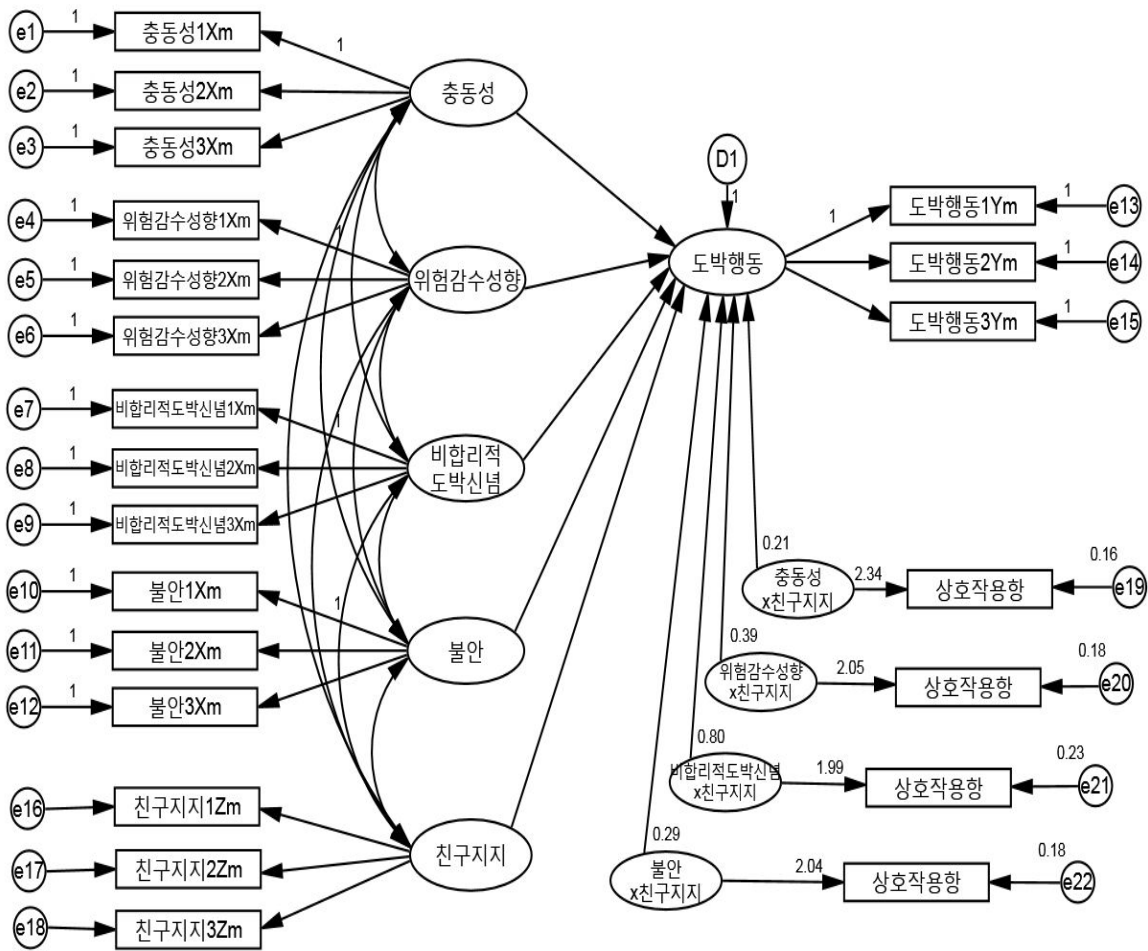 e1
1
충동성1Xm
e2
1
충동성2Xm
e3
1
충동성3Xm
1
충동성
e4
1
위험감수성향1Xm
e5
1
위험감수성향2Xm
e6
1
위험감수성향3Xm
1
위험감수성향
e7
1
비합리적도박신념1Xm
e8
1
비합리적도박신념2Xm
e9
1
비합리적도박신념3Xm
1
비합리적
도박신념
e10
1
불안1Xm
e11
1
불안2Xm
e12
1
불안3Xm
1
불안
e16
친구지지1Zm
e17
친구지지2Zm
e18
친구지지3Zm
친구지지
D1
1
도박행동
1
도박행동1Ym
1
e13
도박행동2Ym
1
e14
도박행동3Ym
1
e15
0.21
충동성
x친구지지
2.34
상호작용항
0.16
e19
0.39
위험감수성향
x친구지지
2.05
상호작용항
0.18
e20
0.80
비합리적도박신념
x친구지지
1.99
상호작용항
0.23
e21
0.29
불안
x친구지지
2.04
상호작용항
0.18
e22